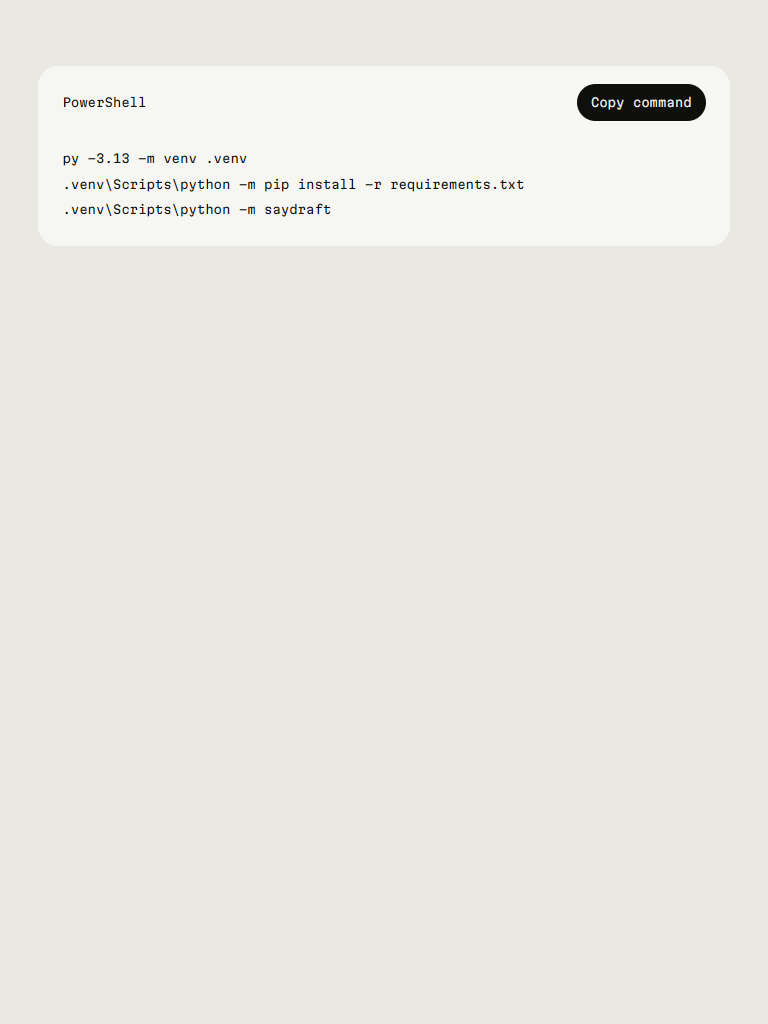 PowerShell
Copy command
py -3.13 -m venv .venv
.venv\Scripts\python -m pip install -r requirements.txt
.venv\Scripts\python -m saydraft